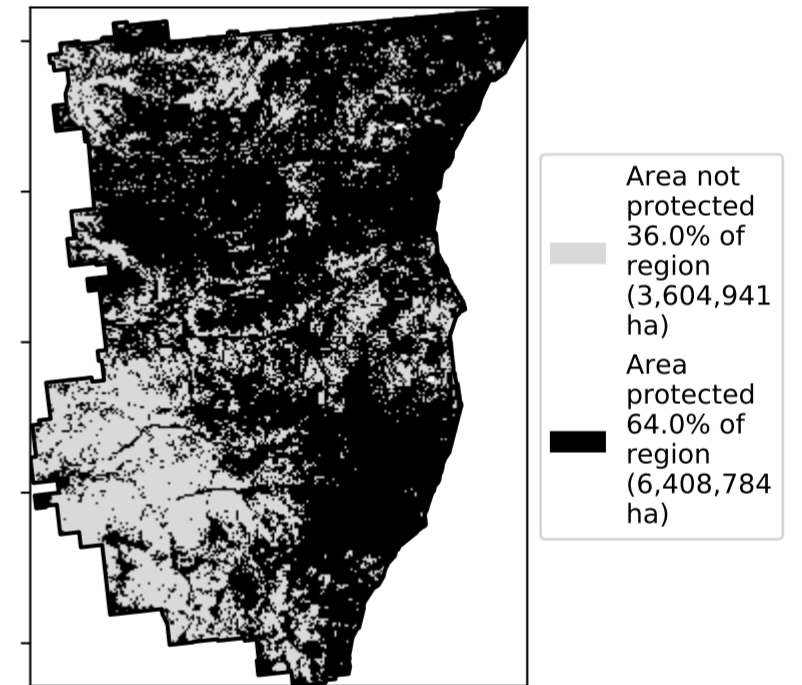 Area not
protected
36.0% of
region
(3,604,941
ha)
Area
protected
64.0% of
region
(6,408,784
ha)